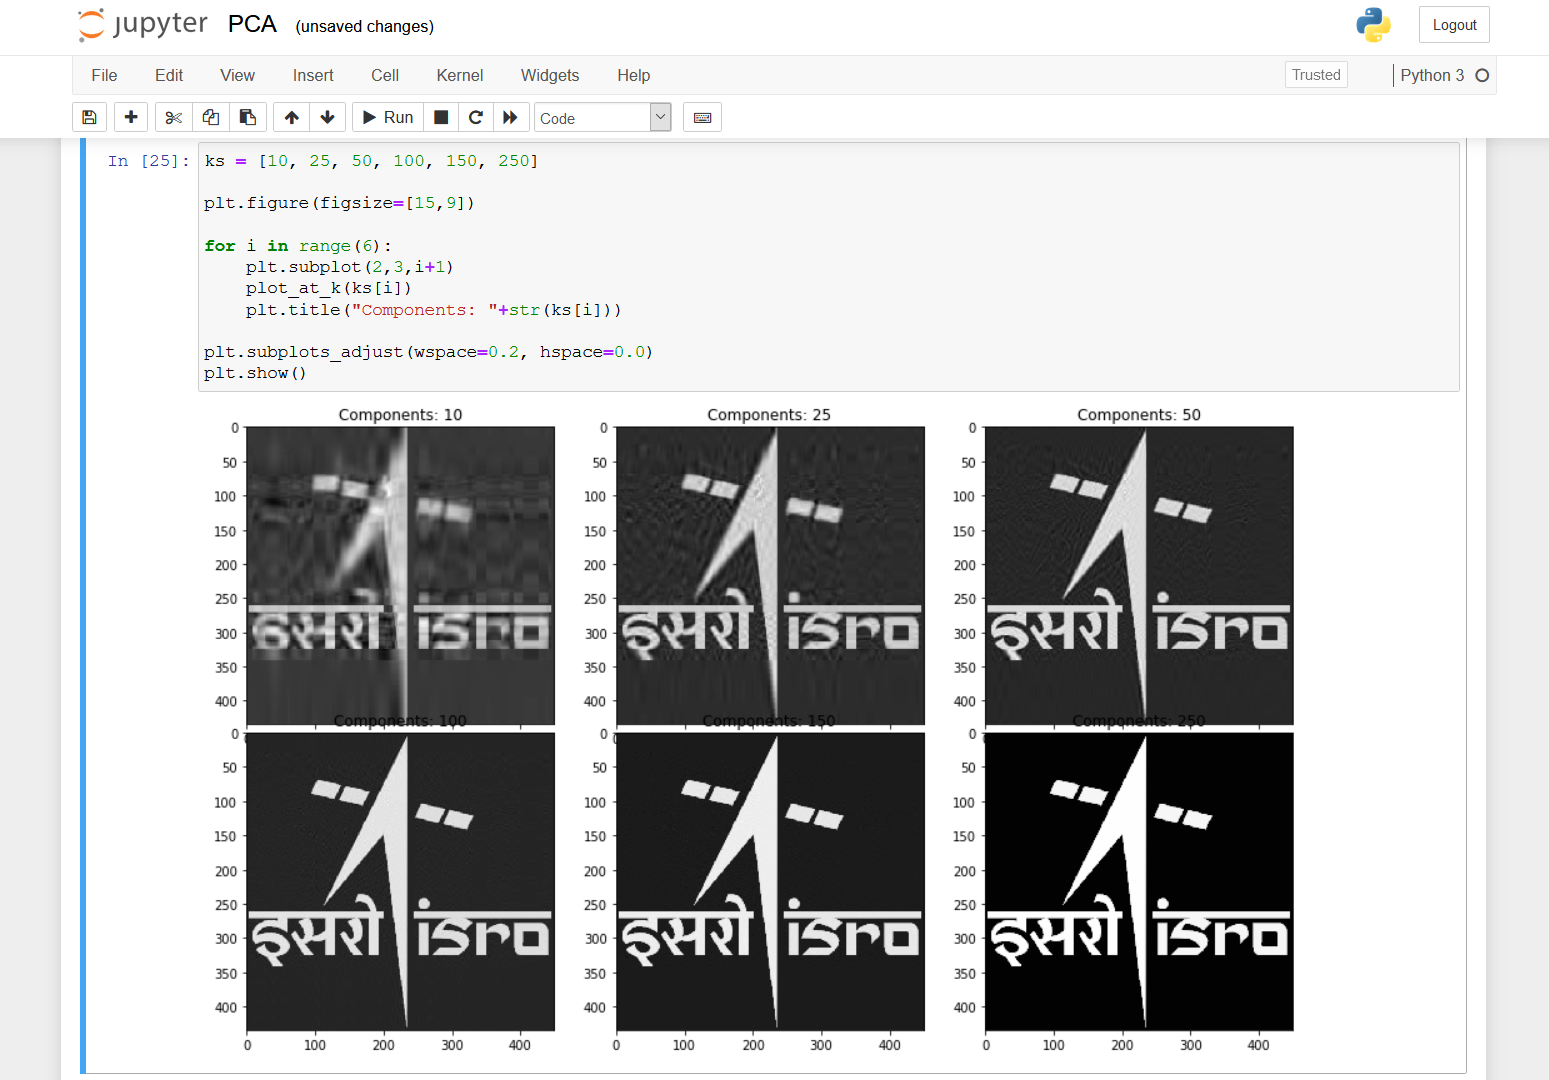 jupyter PCA (unsaved changes) Logout
File Edit View Insert Cell Kernel Widgets Help Trusted Python 3
Run Code
In [25]: ks = [10, 25, 50, 100, 150, 250]
plt.figure(figsize=[15,9])
for i in range(6):
    plt.subplot(2,3,i+1)
    plot_at_k(ks[i])
    plt.title("Components: "+str(ks[i]))
plt.subplots_adjust(wspace=0.2, hspace=0.0)
plt.show()
Components: 10
0
50
100
150
200
250
300
350
400
इसरो isro
Components: 25
0
50
100
150
200
250
300
350
400
इसरो isro
Components: 50
0
50
100
150
200
250
300
350
400
इसरो isro
Components: 100
0
50
100
150
200
250
300
350
400
इसरो isro
0 100 200 300 400
Components: 150
0
50
100
150
200
250
300
350
400
इसरो isro
0 100 200 300 400
Components: 250
0
50
100
150
200
250
300
350
400
इसरो isro
0 100 200 300 400